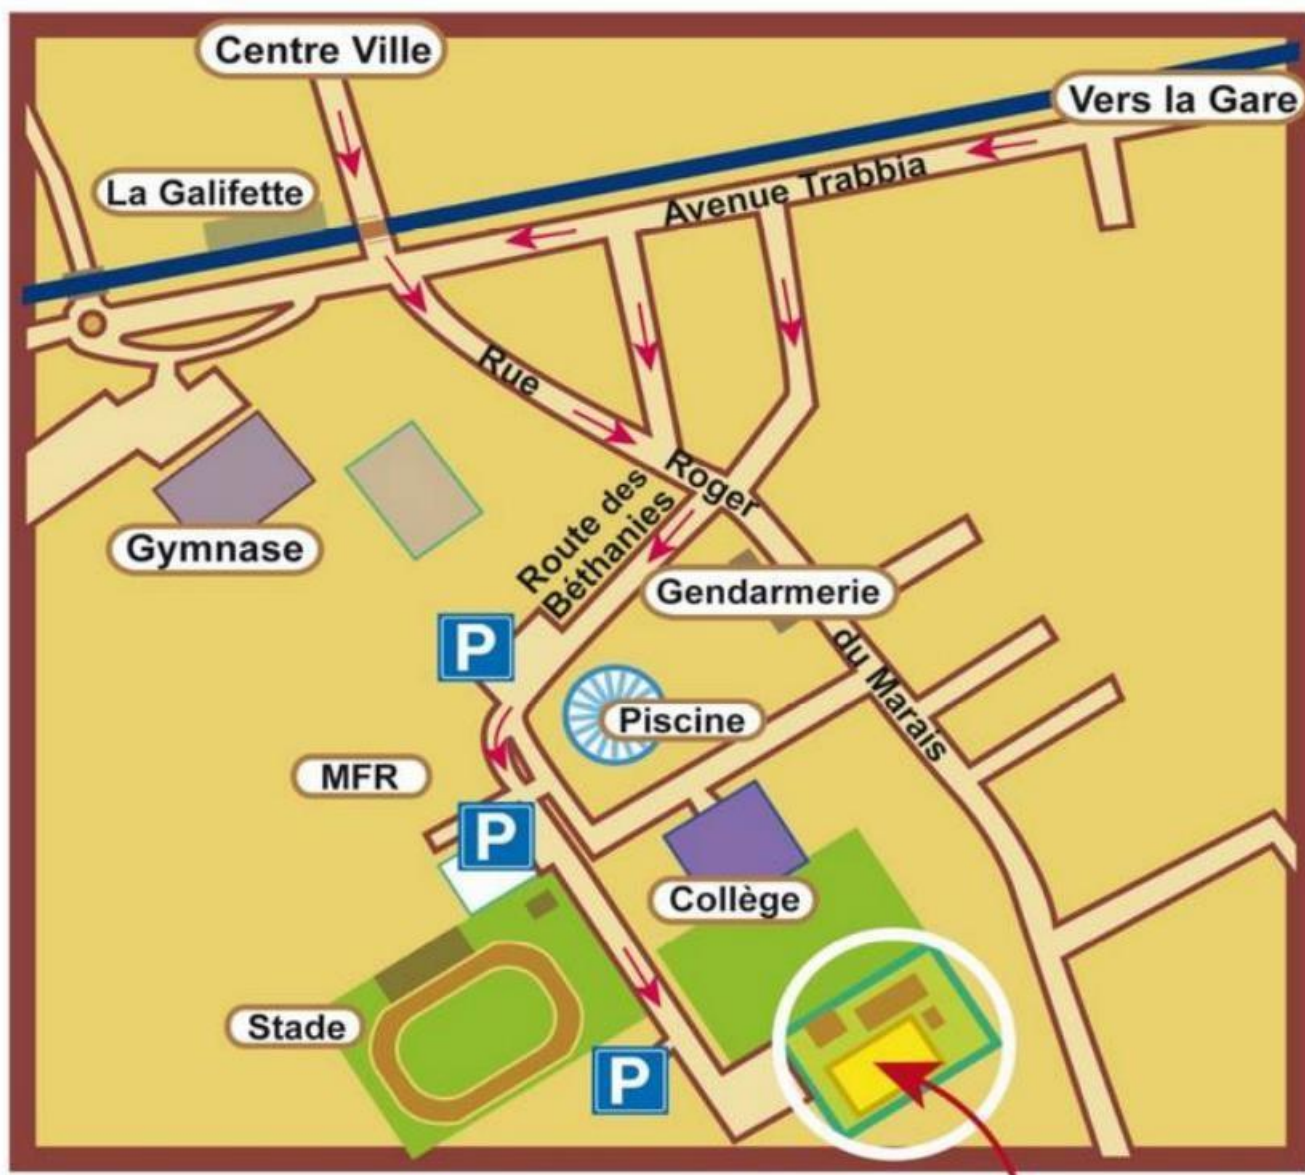 Centre Ville
Vers la Gare
La Galifette
Avenue Trabbia
Rue
Roger
Route des
Béthanies
Gymnase
Gendarmerie
P
du Marais
Piscine
MFR
P
Collège
Stade
P